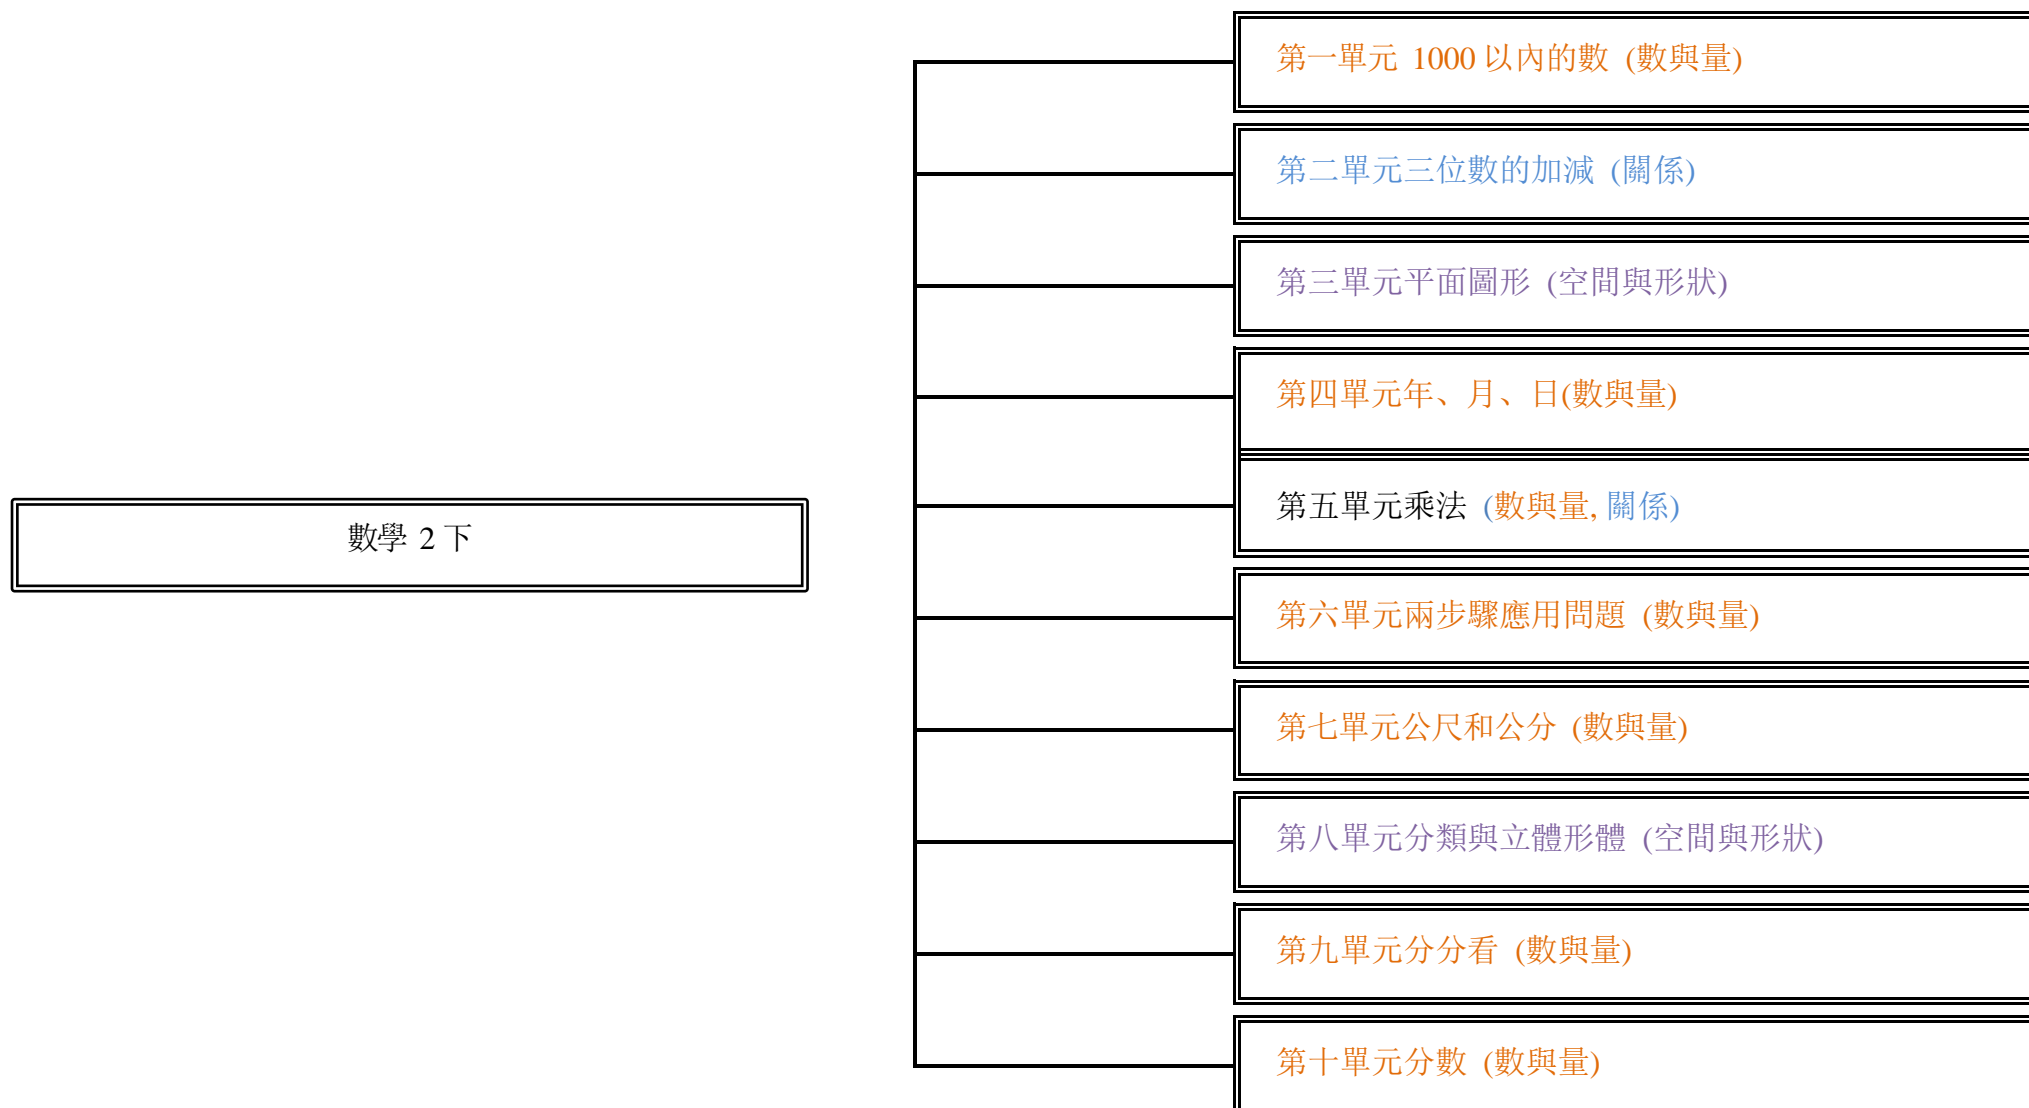 第一單元 1000 以內的數 (數與量)
第二單元三位數的加減 (關係)
第三單元平面圖形 (空間與形狀)
第四單元年、月、日(數與量)
數學 2 下
第五單元乘法 (數與量, 關係)
第六單元兩步驟應用問題 (數與量)
第七單元公尺和公分 (數與量)
第八單元分類與立體形體 (空間與形狀)
第九單元分分看 (數與量)
第十單元分數 (數與量)